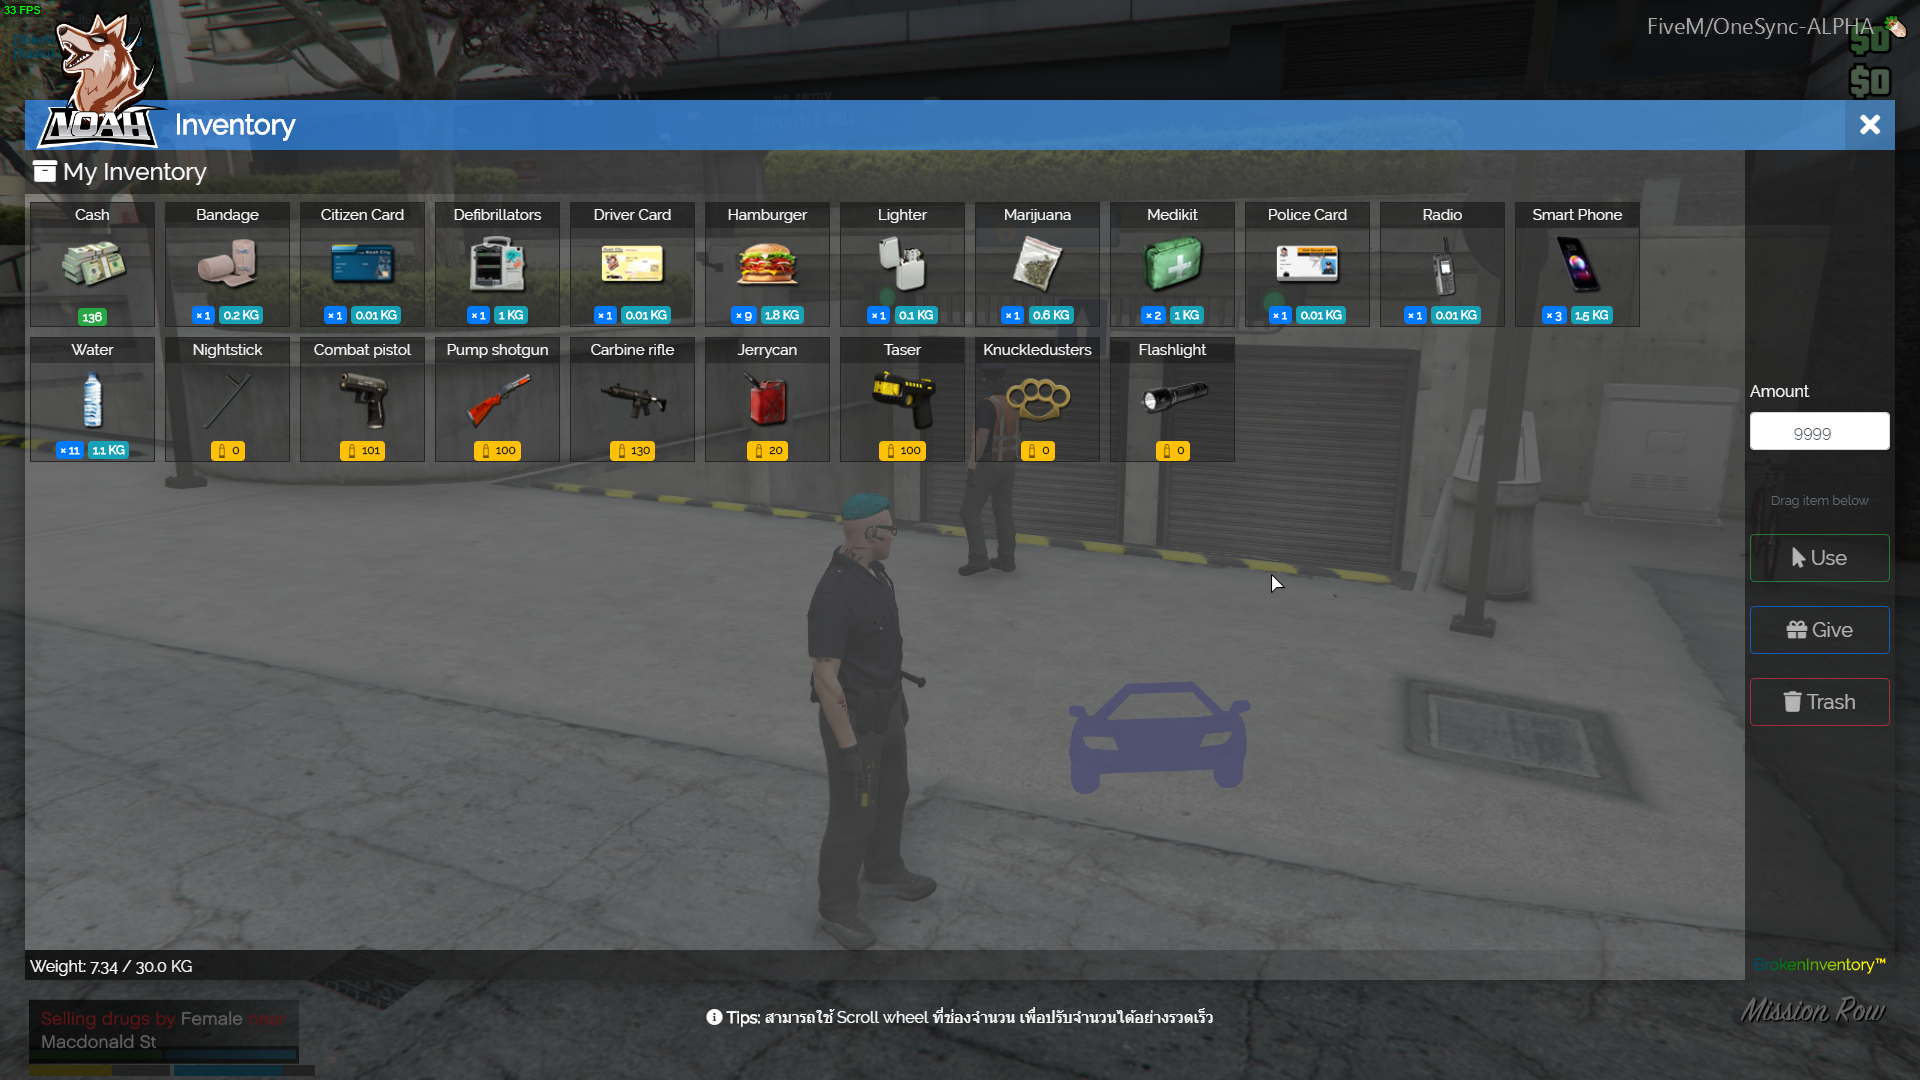 33 FPS
FiveM/OneSync-ALPHA
$0
$0
NOAH
Inventory
My Inventory
Cash
Bandage
Citizen Card
Defibrillators
Driver Card
Hamburger
Lighter
Marijuana
Medikit
Police Card
Radio
Smart Phone
136
× 1 0.2 KG
× 1 0.01 KG
× 1 1 KG
× 1 0.01 KG
× 9 1.8 KG
× 1 0.1 KG
× 1 0.6 KG
× 2 1 KG
× 1 0.01 KG
× 1 0.01 KG
× 3 1.5 KG
Water
Nightstick
Combat pistol
Pump shotgun
Carbine rifle
Jerrycan
Taser
Knuckledusters
Flashlight
× 11 1.1 KG
0
101
100
130
20
100
0
0
Amount
9999
Drag item below
Use
Give
Trash
Weight: 7.34 / 30.0 KG
BrokenInventory™
Tips: สามารถใช้ Scroll wheel ที่ช่องจำนวน เพื่อปรับจำนวนได้อย่างรวดเร็ว
Mission Row
Selling drugs by Female near
Macdonald St